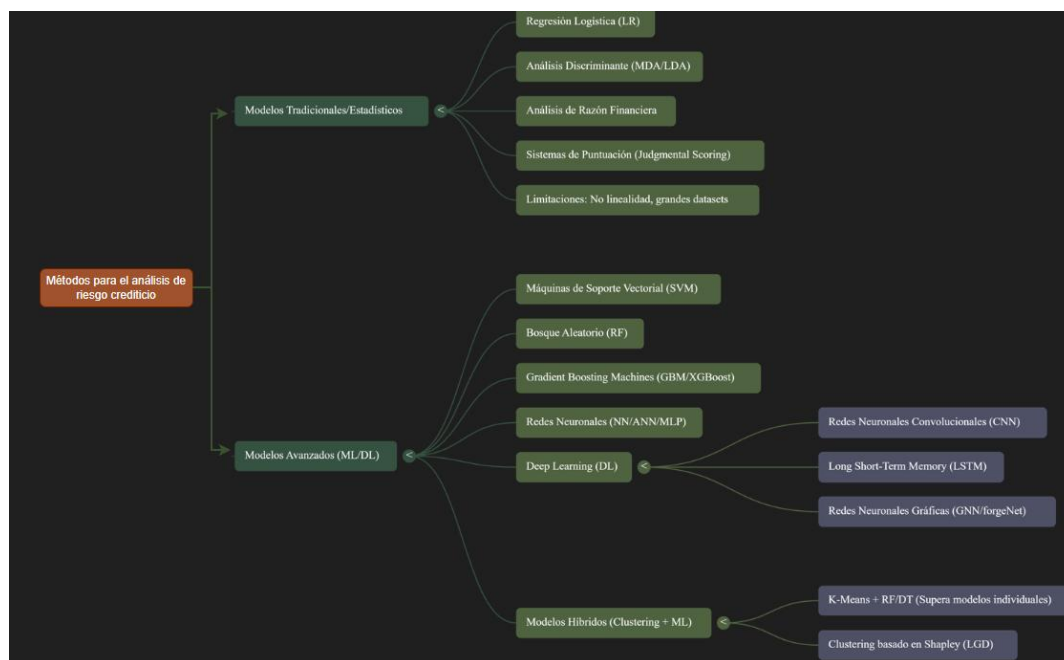 Regresión Logística (LR)
Análisis Discriminante (MDA/LDA)
Modelos Tradicionales/Estadísticos
<
Análisis de Razón Financiera
Sistemas de Puntuación (Judgmental Scoring)
Limitaciones: No linealidad, grandes datasets
Métodos para el análisis de
riesgo crediticio
Máquinas de Soporte Vectorial (SVM)
Bosque Aleatorio (RF)
Gradient Boosting Machines (GBM/XGBoost)
Redes Neuronales (NN/ANN/MLP)
Modelos Avanzados (ML/DL)
<
Deep Learning (DL)
<
Redes Neuronales Convolucionales (CNN)
Long Short-Term Memory (LSTM)
Redes Neuronales Gráficas (GNN/forgeNet)
Modelos Híbridos (Clustering + ML)
<
K-Means + RF/DT (Supera modelos individuales)
Clustering basado en Shapley (LGD)